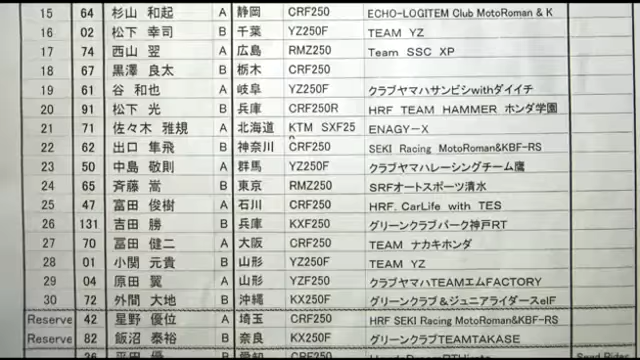 15 64 杉山 和起 A 静岡 CRF250 ECHO-LOGITEM Club MotoRoman & K
16 02 松下 幸司 B 千葉 YZ250F TEAM YZ
17 74 西山 翌 A 広島 RMZ250 Team SSC XP
18 67 黒澤 良太 B 栃木 CRF250
19 61 谷 和也 A 岐阜 YZ250F クラブヤマハサンビシwithダイイチ
20 91 松下 光 B 兵庫 CRF250R HRF TEAM HAMMER ホンダ学園
21 71 佐々木 雅規 A 北海道 KTM SXF25 ENAGY-X
22 62 出口 隼飛 B 神奈川 CRF250 SEKI Racing MotoRoman&KBF-RS
23 50 中島 敬則 A 群馬 YZ250F クラブヤマハレーシングチーム鷹
24 65 斉藤 嵩 B 東京 RMZ250 SRFオートスポーツ清水
25 47 富田 俊樹 A 石川 CRF250 HRF, CarLife with TES
26 131 吉田 勝 B 兵庫 KXF250 グリーンクラブパーク神戸RT
27 70 冨田 健二 A 大阪 CRF250 TEAM ナカキホンダ
28 01 小関 元貴 B 山形 YZ250F TEAM YZ
29 04 原田 翼 A 山形 YZF250 クラブヤマハTEAMエムFACTORY
30 72 外間 大地 B 沖縄 KX250F グリーンクラブ&ジュニアライダースelF
Reserve 42 星野 優位 A 埼玉 CRF250 HRF SEKI Racing MotoRoman&KBF-RS
Reserve 82 飯沼 泰裕 B 奈良 KX250F グリーンクラブTEAMTAKASE